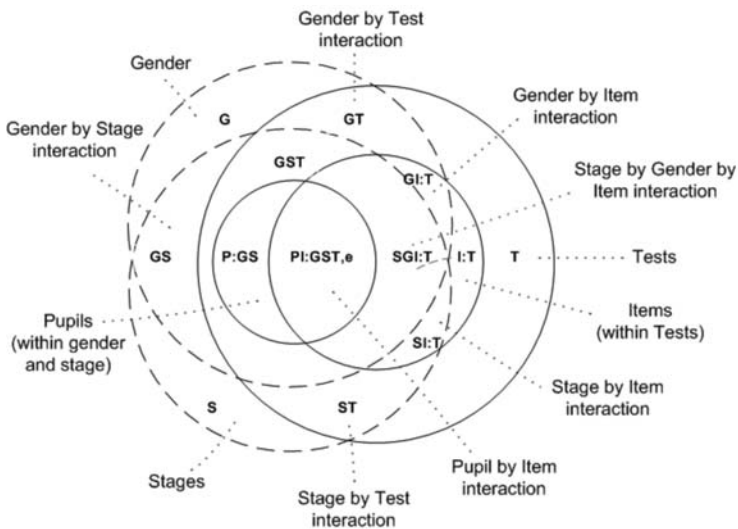 Gender by Test
interaction
Gender
Gender by Item
interaction
G
GT
Gender by Stage
interaction
GST
GI:T
Stage by Gender by
Item interaction
GS
P:GS
PI:GST,e
SGI:T
I:T
T
Tests
Pupils
(within gender
and stage)
Items
(within Tests)
SI:T
Stage by Item
interaction
S
ST
Stages
Stage by Test
interaction
Pupil by Item
interaction